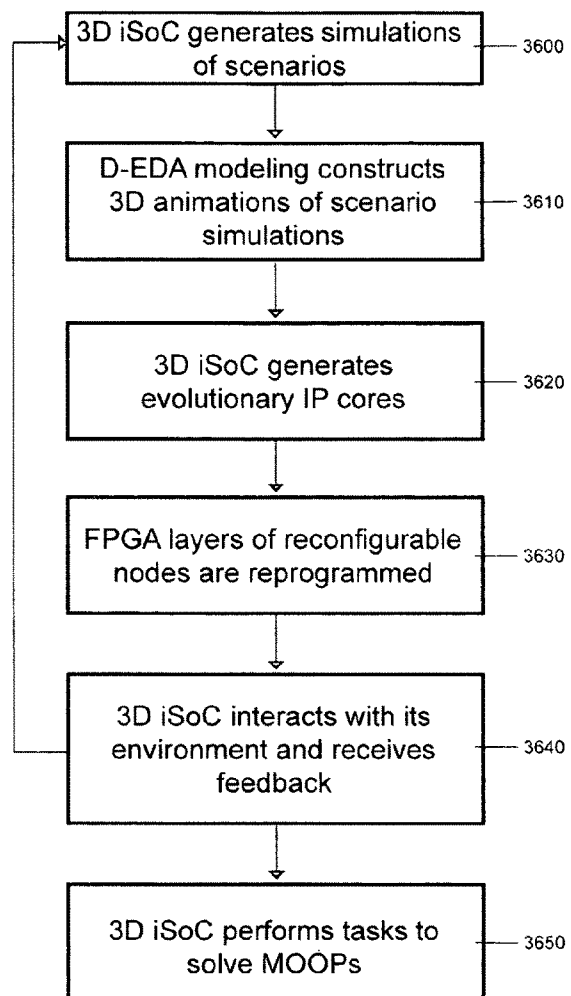 3D iSoC generates simulations
of scenarios
3600
D-EDA modeling constructs
3D animations of scenario
simulations
3610
3D iSoC generates
evolutionary IP cores
3620
FPGA layers of reconfigurable
nodes are reprogrammed
3630
3D iSoC interacts with its
environment and receives
feedback
3640
3D iSoC performs tasks to
solve MOOPs
3650